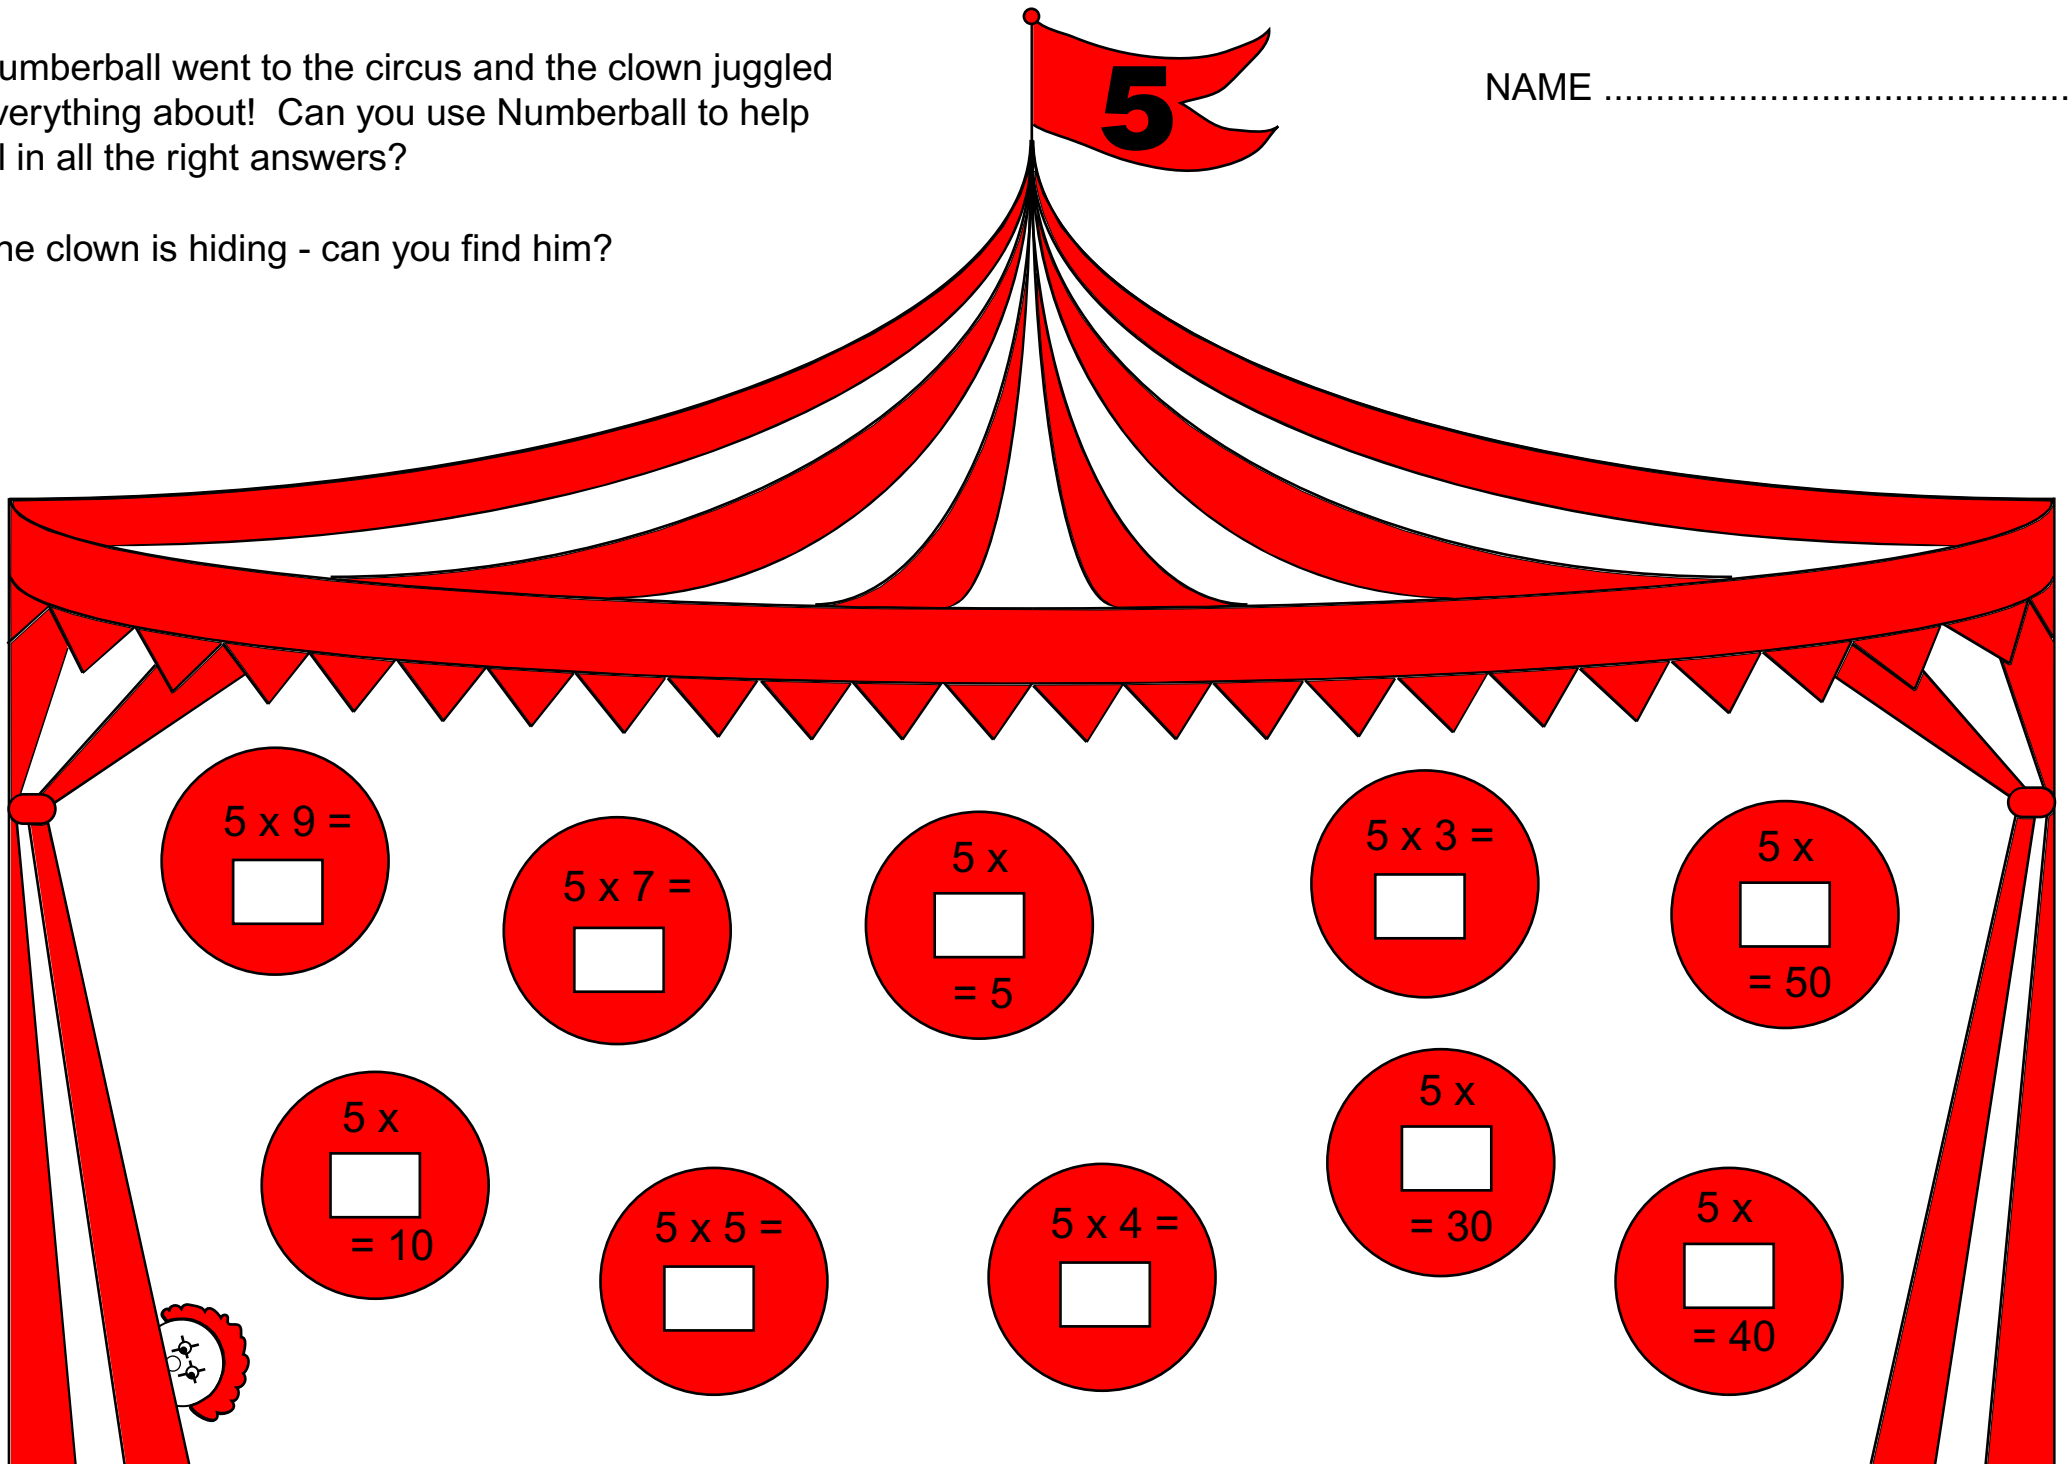 umberball went to the circus and the clown juggled
verything about!  Can you use Numberball to help
l in all the right answers?
he clown is hiding - can you find him?
5
NAME .............................................
5 x 9 =
5 x 7 =
5 x
= 5
5 x 3 =
5 x
= 50
5 x
= 10
5 x 5 =
5 x 4 =
5 x
= 30
5 x
= 40